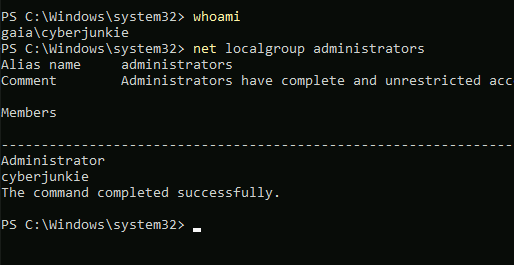 PS C:\Windows\system32> whoami
gaia\cyberjunkie
PS C:\Windows\system32> net localgroup administrators
Alias name     administrators
Comment        Administrators have complete and unrestricted acc
Members
-------------------------------------------------------------------------------
Administrator
cyberjunkie
The command completed successfully.
PS C:\Windows\system32>